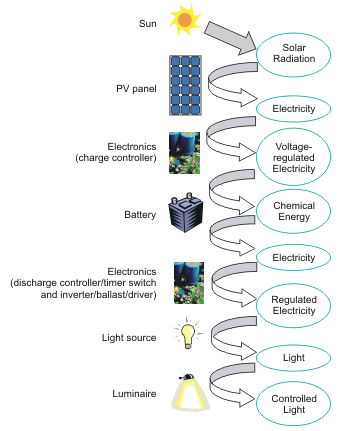 Sun
Solar
Radiation
PV panel
Electricity
Electronics
(charge controller)
Voltage-
regulated
Electricity
Battery
Chemical
Energy
Electricity
Electronics
(discharge controller/timer switch
and inverter/ballast/driver)
Regulated
Electricity
Light source
Light
Luminaire
Controlled
Light